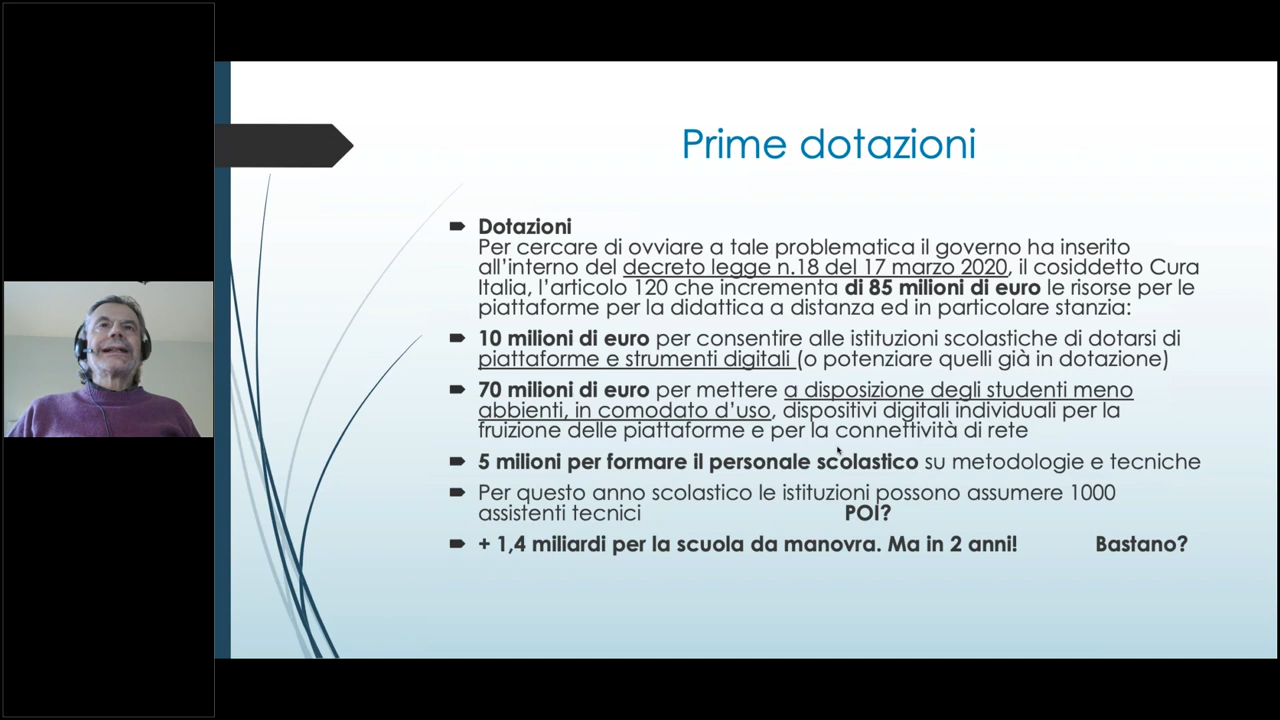 Prime dotazioni
Dotazioni
Per cercare di ovviare a tale problematica il governo ha inserito
all'interno del decreto legge n.18 del 17 marzo 2020, il cosiddetto Cura
Italia, l'articolo 120 che incrementa di 85 milioni di euro le risorse per le
piattaforme per la didattica a distanza ed in particolare stanzia:
10 milioni di euro per consentire alle istituzioni scolastiche di dotarsi di
piattaforme e strumenti digitali (o potenziare quelli già in dotazione)
70 milioni di euro per mettere a disposizione degli studenti meno
abbienti, in comodato d'uso, dispositivi digitali individuali per la
fruizione delle piattaforme e per la connettività di rete
5 milioni per formare il personale scolastico su metodologie e tecniche
Per questo anno scolastico le istituzioni possono assumere 1000
assistenti tecnici POI?
+ 1,4 miliardi per la scuola da manovra. Ma in 2 anni! Bastano?